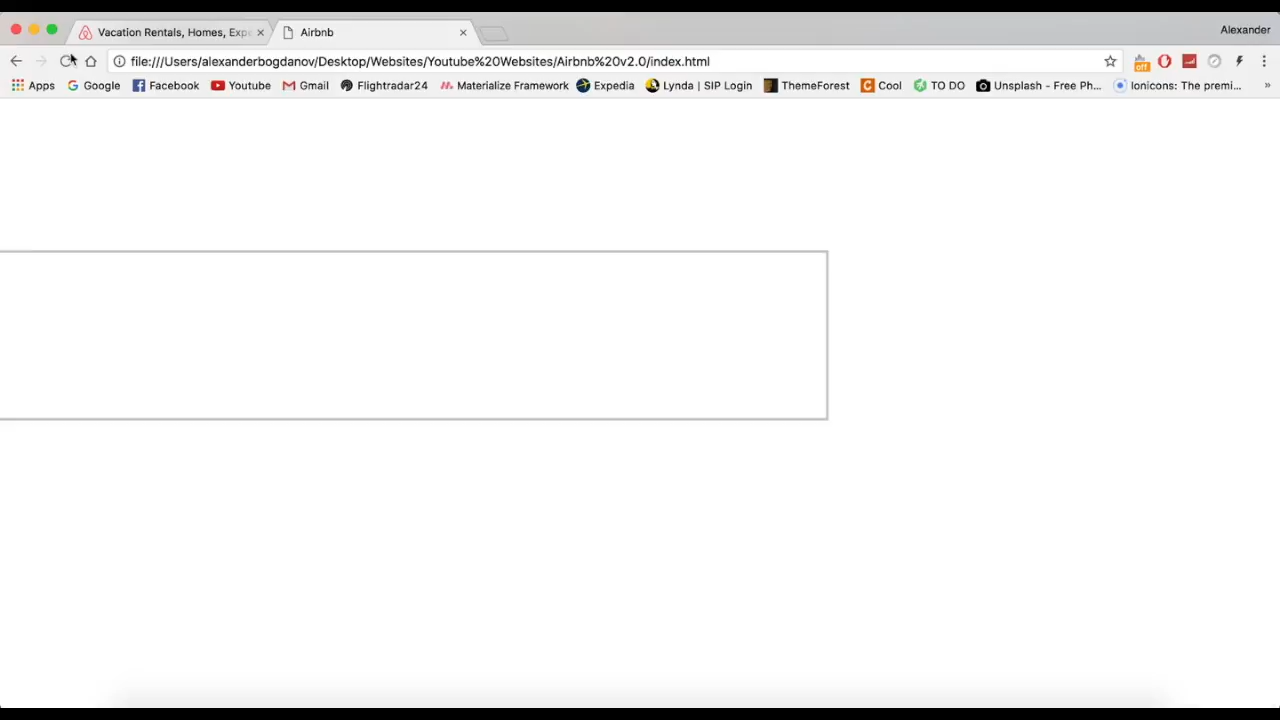 Vacation Rentals, Homes, Exp
Airbnb
Alexander
file:///Users/alexanderbogdanov/Desktop/Websites/Youtube%20Websites/Airbnb%20v2.0/index.html
off
Apps Google Facebook Youtube Gmail Flightradar24 Materialize Framework Expedia Lynda | SIP Login ThemeForest Cool TO DO Unsplash - Free Ph... Ionicons: The premi... »